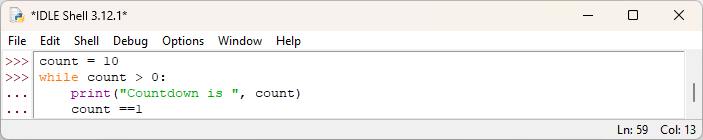 *IDLE Shell 3.12.1*
File Edit Shell Debug Options Window Help
>>> count = 10
>>> while count > 0:
...     print("Countdown is ", count)
...     count ==1
Ln: 59 Col: 13